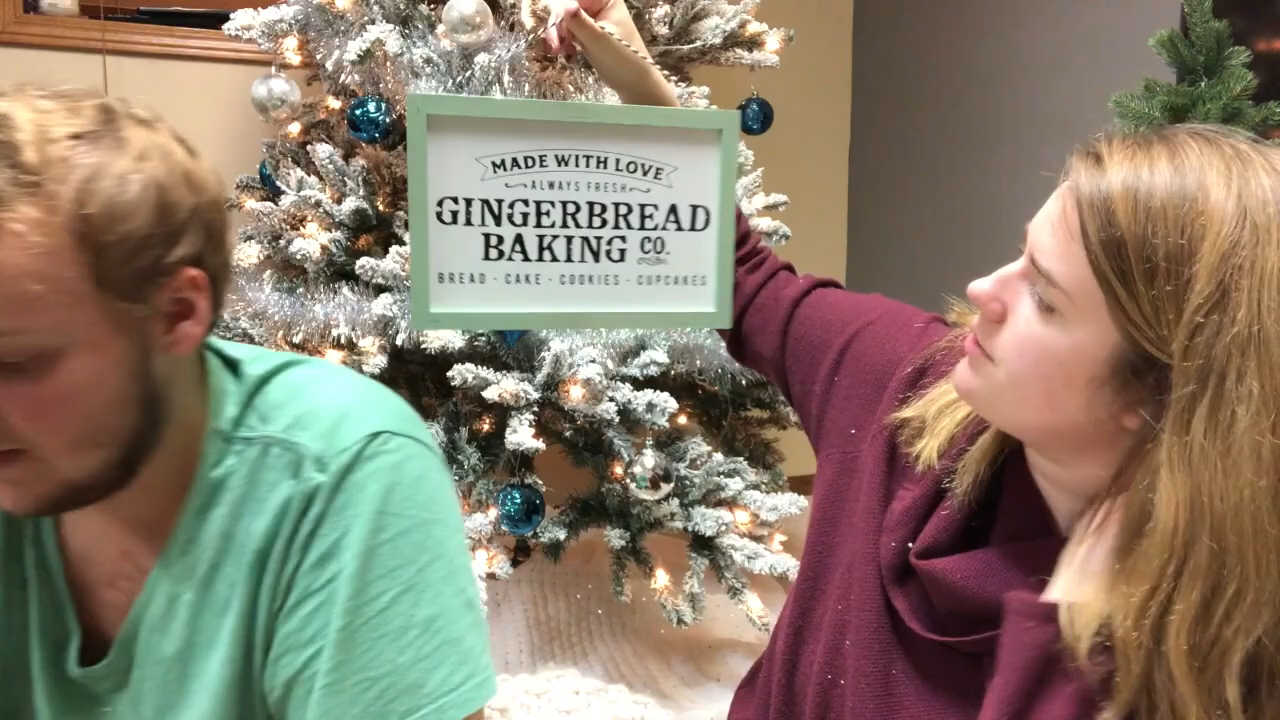 MADE WITH LOVE
ALWAYS FRESH
GINGERBREAD
BAKING CO.
BREAD - CAKE - COOKIES - CUPCAKES